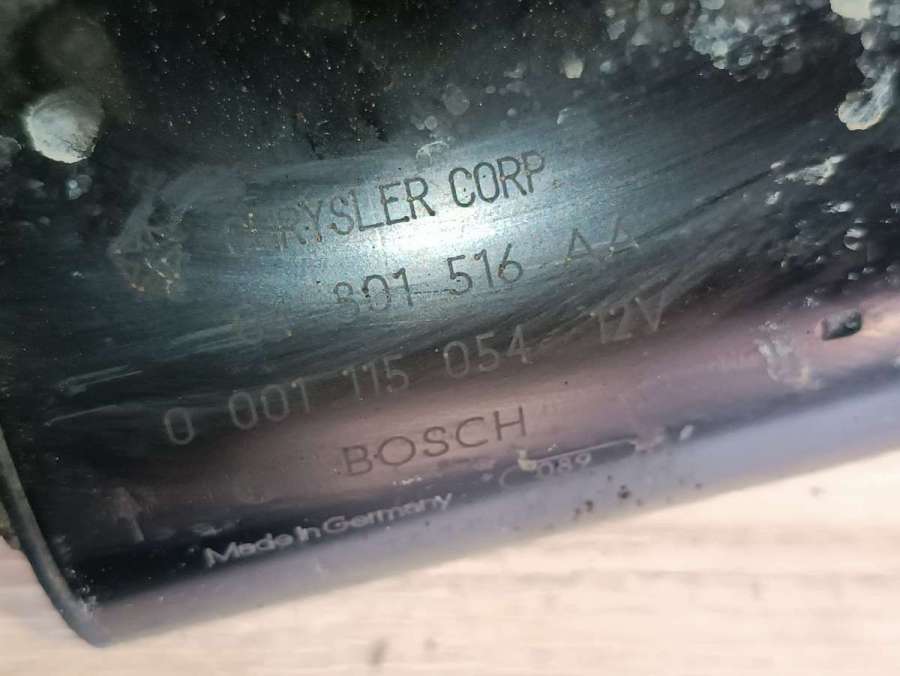 CHRYSLER CORP
801 516 AA
0 001 115 054 12V
BOSCH
089
Made in Germany